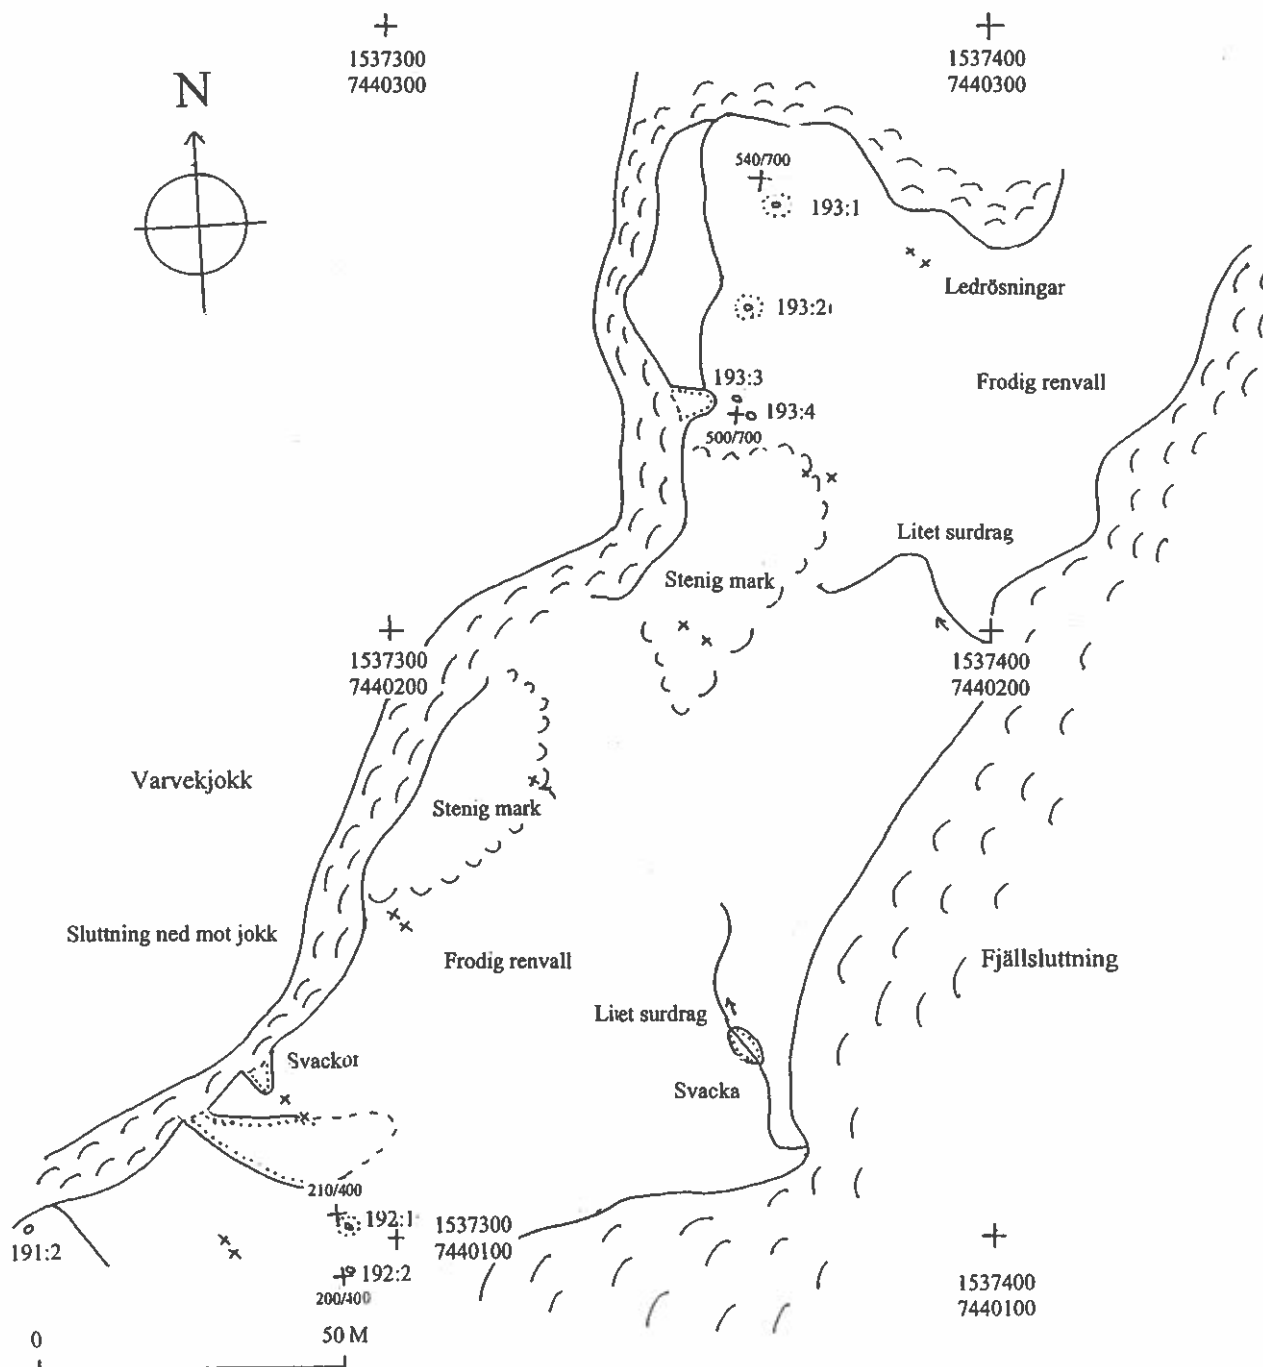 1537300
7440300
1537400
7440300
N
540/700
193:1
Ledrösningar
193:2
Frodig renvall
193:3
193:4
500/700
Litet surdrag
Stenig mark
1537300
7440200
1537400
7440200
Varvekjokk
Stenig mark
Sluttning ned mot jokk
Frodig renvall
Fjällsluttning
Litet surdrag
Svackor
Svacka
210/400
192:1
1537300
7440100
191:2
192:2
200/400
1537400
7440100
0
50 M